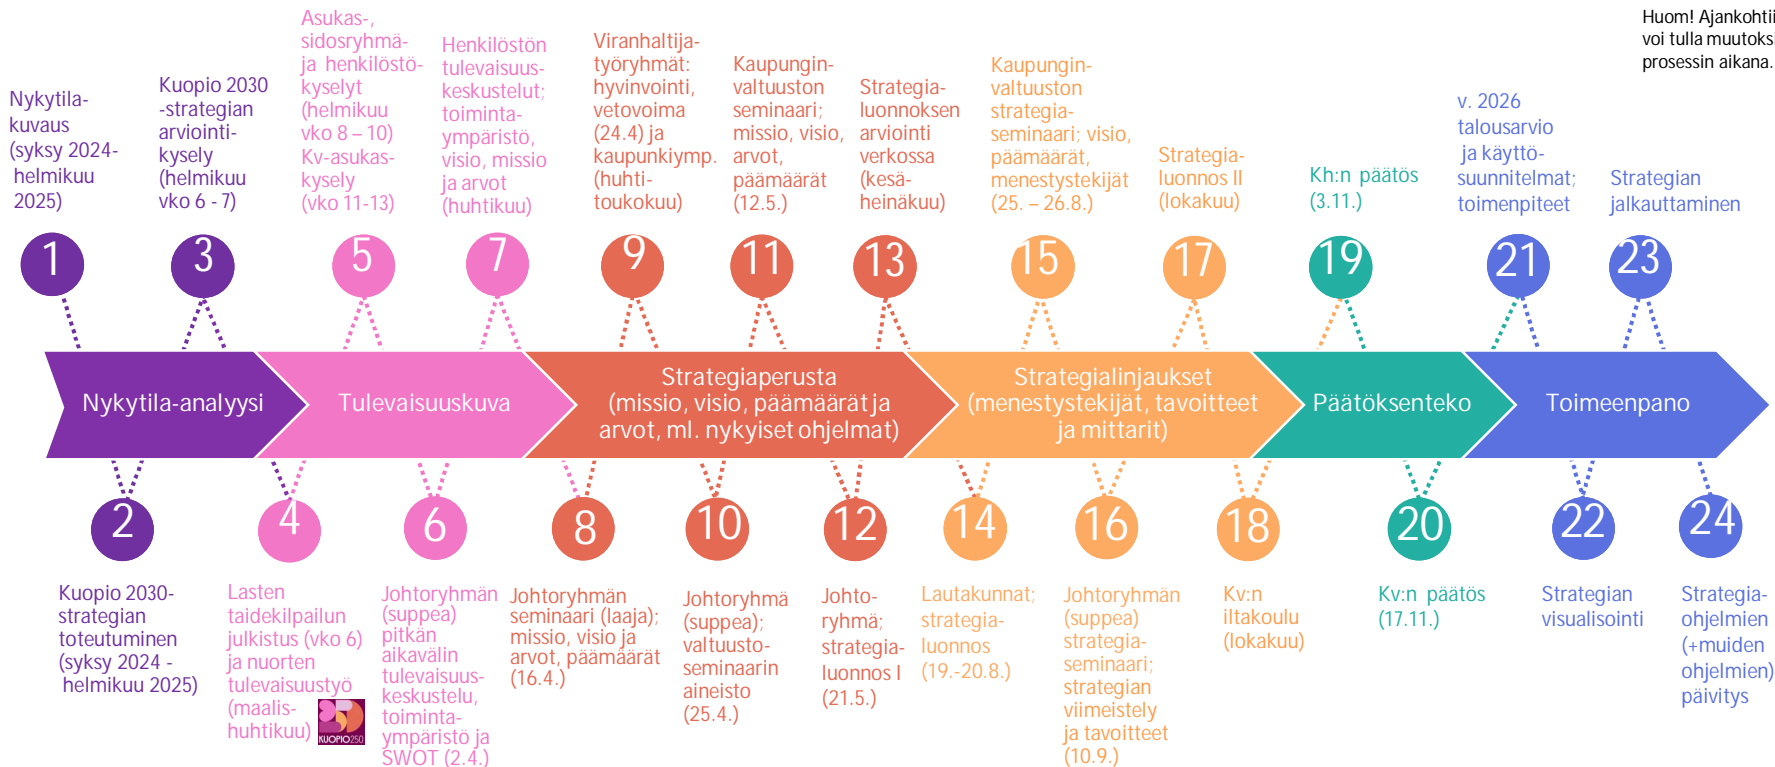 Huom! Ajankohtii
voi tulla muutoksi
prosessin aikana.
Nykytila-
kuvaus
(syksy 2024-
helmikuu
2025)
Kuopio 2030
-strategian
arviointi-
kysely
(helmikuu
vko 6 - 7)
Asukas-,
sidosryhmä-
ja henkilöstö-
kyselyt
(helmikuu
vko 8 – 10)
Kv-asukas-
kysely
(vko 11-13)
Henkilöstön
tulevaisuus-
keskustelut;
toiminta-
ympäristö,
visio, missio
ja arvot
(huhtikuu)
Viranhaltija-
työryhmät:
hyvinvointi,
vetovoima
(24.4) ja
kaupunkiymp.
(huhti-
toukokuu)
Kaupungin-
valtuuston
seminaari;
missio, visio,
arvot,
päämäärät
(12.5.)
Strategia-
luonnoksen
arviointi
verkossa
(kesä-
heinäkuu)
Kaupungin-
valtuuston
strategia-
seminaari; visio,
päämäärät,
menestystekijät
(25. – 26.8.)
Strategia-
luonnos II
(lokakuu)
Kh:n päätös
(3.11.)
v. 2026
talousarvio
ja käyttö-
suunnitelmat;
toimenpiteet
Strategian
jalkauttaminen
1
3
5
7
9
11
13
15
17
19
21
23
Nykytila-analyysi
Tulevaisuuskuva
Strategiaperusta
(missio, visio, päämäärät ja
arvot, ml. nykyiset ohjelmat)
Strategialinjaukset
(menestystekijät, tavoitteet
ja mittarit)
Päätöksenteko
Toimeenpano
2
4
6
8
10
12
14
16
18
20
22
24
Kuopio 2030-
strategian
toteutuminen
(syksy 2024 -
helmikuu 2025)
Lasten
taidekilpailun
julkistus (vko 6)
ja nuorten
tulevaisuustyö
(maalis-
huhtikuu)
KUOPIO250
Johtoryhmän
(suppea)
pitkän
aikavälin
tulevaisuus-
keskustelu,
toiminta-
ympäristö ja
SWOT (2.4.)
Johtoryhmän
seminaari (laaja);
missio, visio ja
arvot, päämäärät
(16.4.)
Johtoryhmä
(suppea);
valtuusto-
seminaarin
aineisto
(25.4.)
Johto-
ryhmä;
strategia-
luonnos I
(21.5.)
Lautakunnat;
strategia-
luonnos
(19.-20.8.)
Johtoryhmän
(suppea)
strategia-
seminaari;
strategian
viimeistely
ja tavoitteet
(10.9.)
Kv:n
iltakoulu
(lokakuu)
Kv:n päätös
(17.11.)
Strategian
visualisointi
Strategia-
ohjelmien
(+muiden
ohjelmien)
päivitys